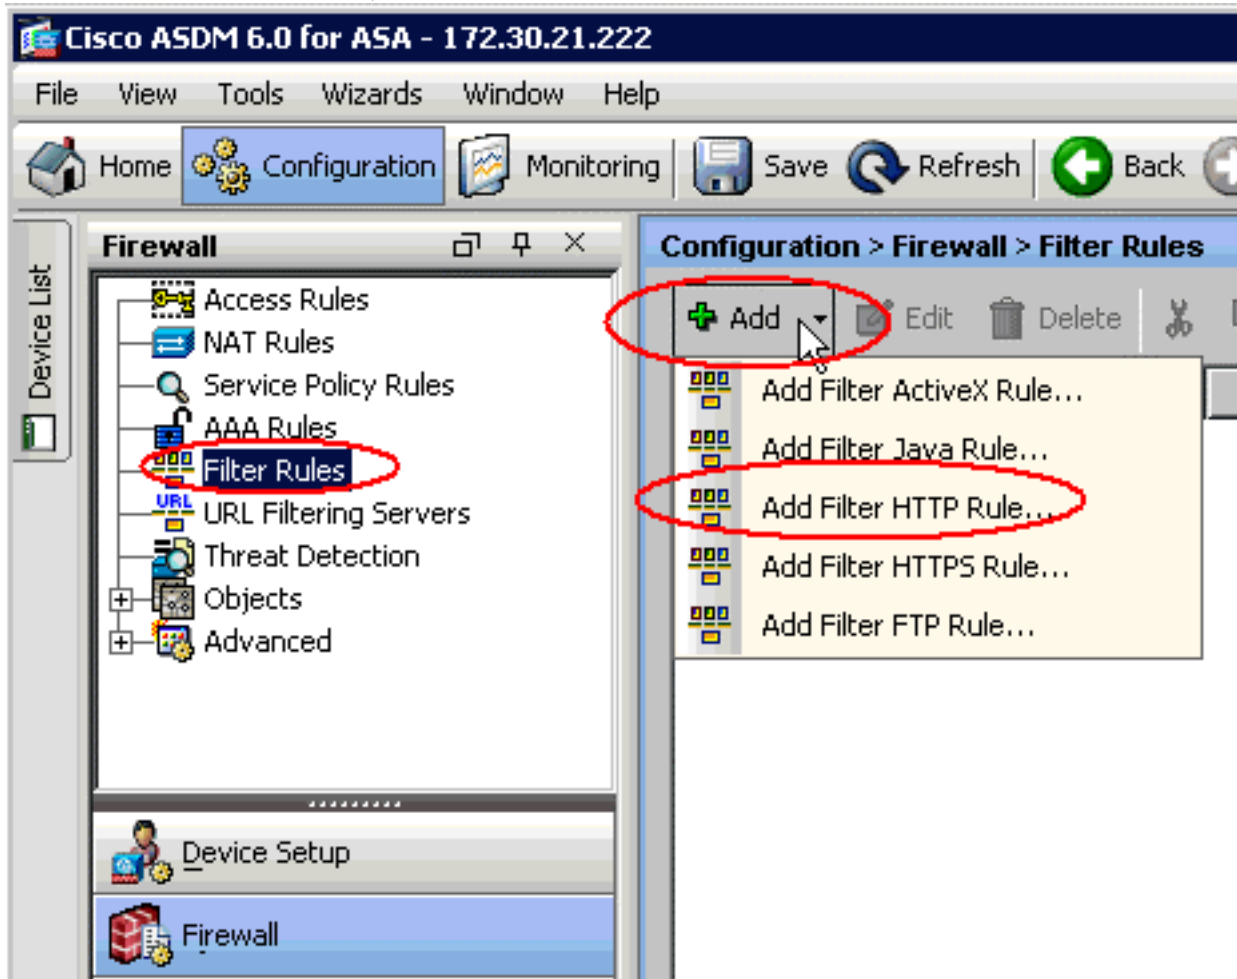 Cisco ASDM 6.0 for ASA - 172.30.21.222
File View Tools Wizards Window Help
Home Configuration Monitoring Save Refresh Back
Device List
Firewall
Access Rules
NAT Rules
Service Policy Rules
AAA Rules
Filter Rules
URL URL Filtering Servers
Threat Detection
Objects
Advanced
Device Setup
Firewall
Configuration > Firewall > Filter Rules
Add Edit Delete
Add Filter ActiveX Rule...
Add Filter Java Rule...
Add Filter HTTP Rule...
Add Filter HTTPS Rule...
Add Filter FTP Rule...